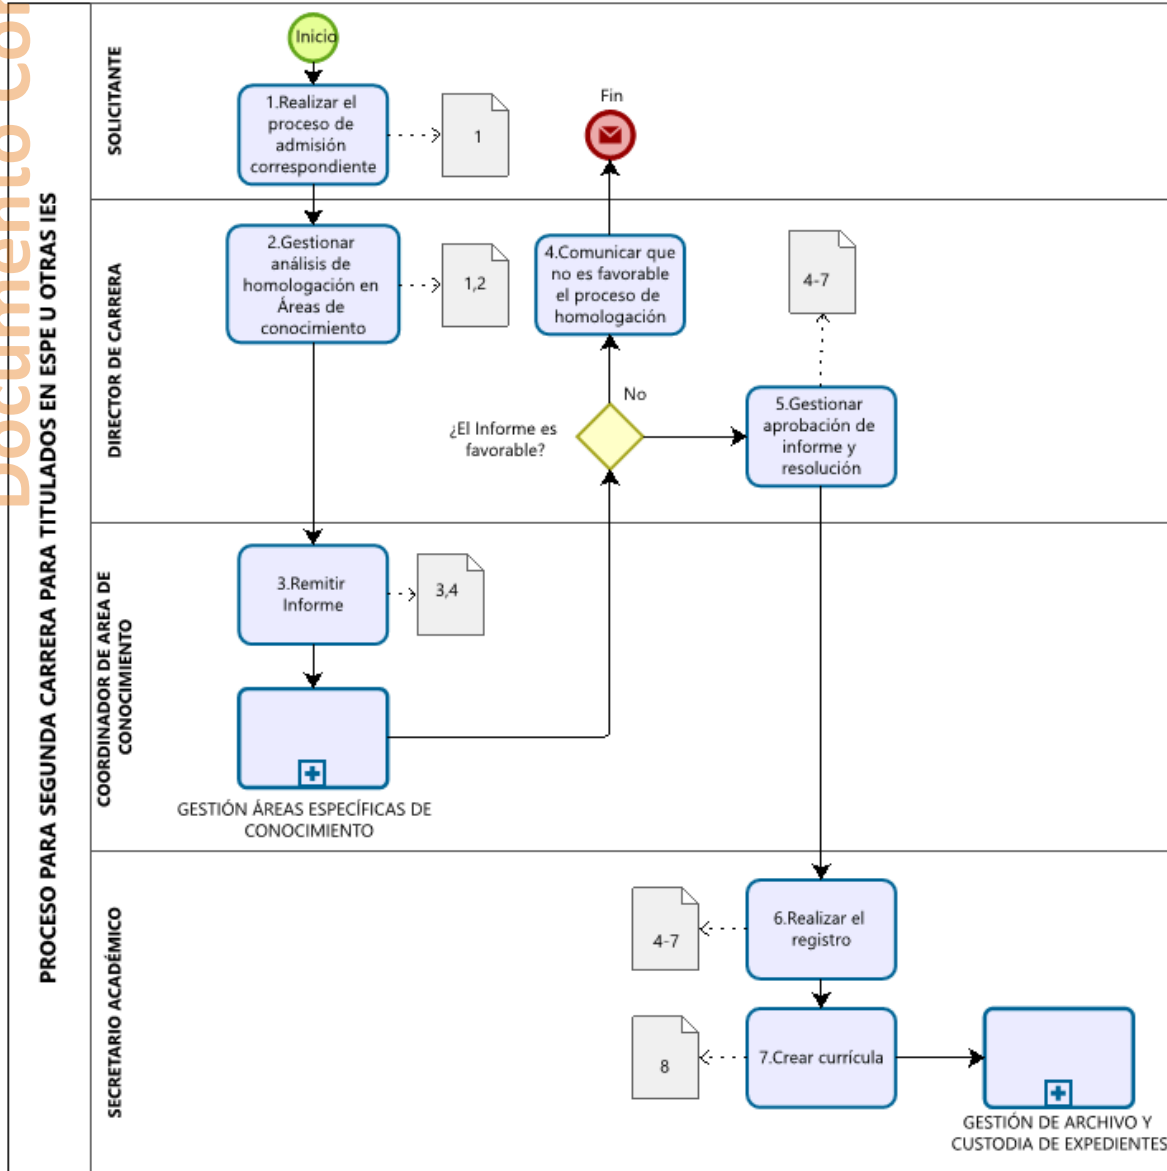 Documento Con
PROCESO PARA SEGUNDA CARRERA PARA TITULADOS EN ESPE U OTRAS IES
SOLICITANTE
Inicio
1.Realizar el
proceso de
admisión
correspondiente
1
Fin
DIRECTOR DE CARRERA
2.Gestionar
análisis de
homologación en
Áreas de
conocimiento
1,2
4.Comunicar que
no es favorable
el proceso de
homologación
4-7
No
¿El Informe es
favorable?
5.Gestionar
aprobación de
informe y
resolución
COORDINADOR DE AREA DE
CONOCIMIENTO
3.Remitir
Informe
3,4
GESTIÓN ÁREAS ESPECÍFICAS DE
CONOCIMIENTO
SECRETARIO ACADÉMICO
6.Realizar el
registro
4-7
7.Crear currícula
8
GESTIÓN DE ARCHIVO Y
CUSTODIA DE EXPEDIENTES